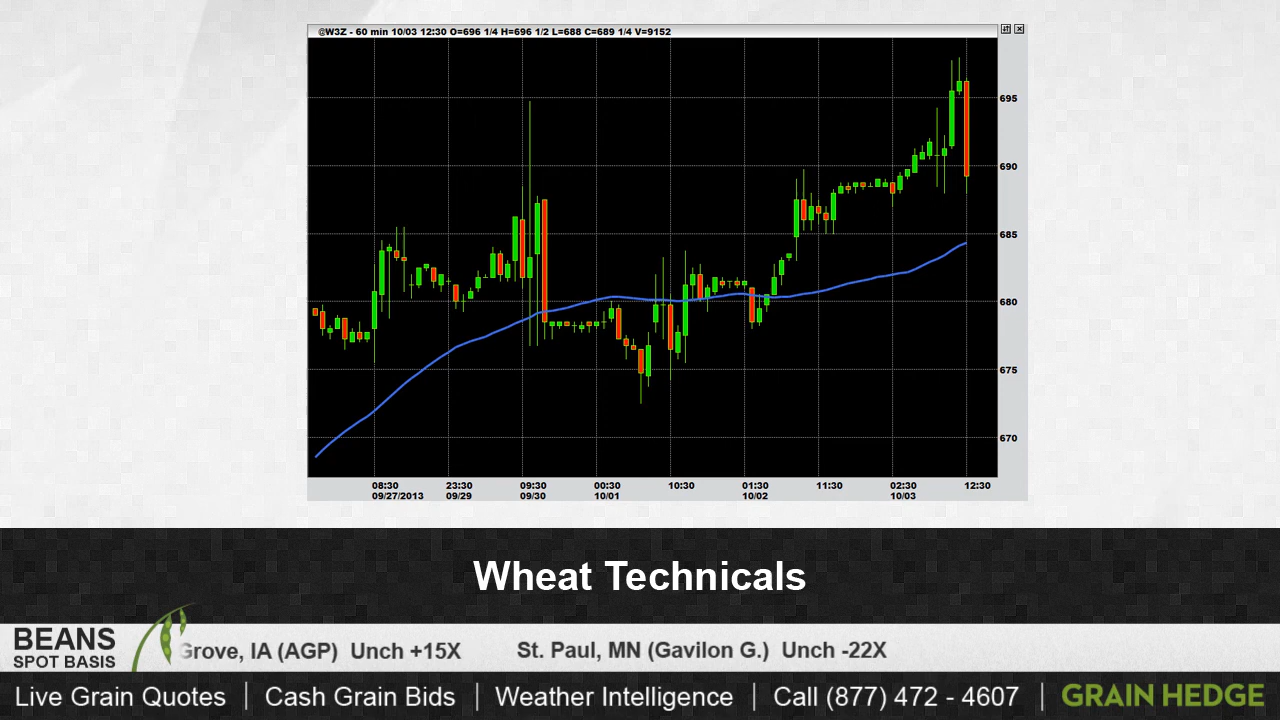 @W3Z - 60 min 10/03 12:30 O=696 1/4 H=696 1/2 L=688 C=689 1/4 V=9152
695
690
685
680
675
670
08:30 23:30 09:30 00:30 10:30 01:30 11:30 02:30 12:30
09/27/2013 09/29 09/30 10/01 10/02 10/03
Wheat Technicals
BEANS
SPOT BASIS
Grove, IA (AGP) Unch +15X St. Paul, MN (Gavilon G.) Unch -22X
Live Grain Quotes | Cash Grain Bids | Weather Intelligence | Call (877) 472 - 4607 | GRAIN HEDGE